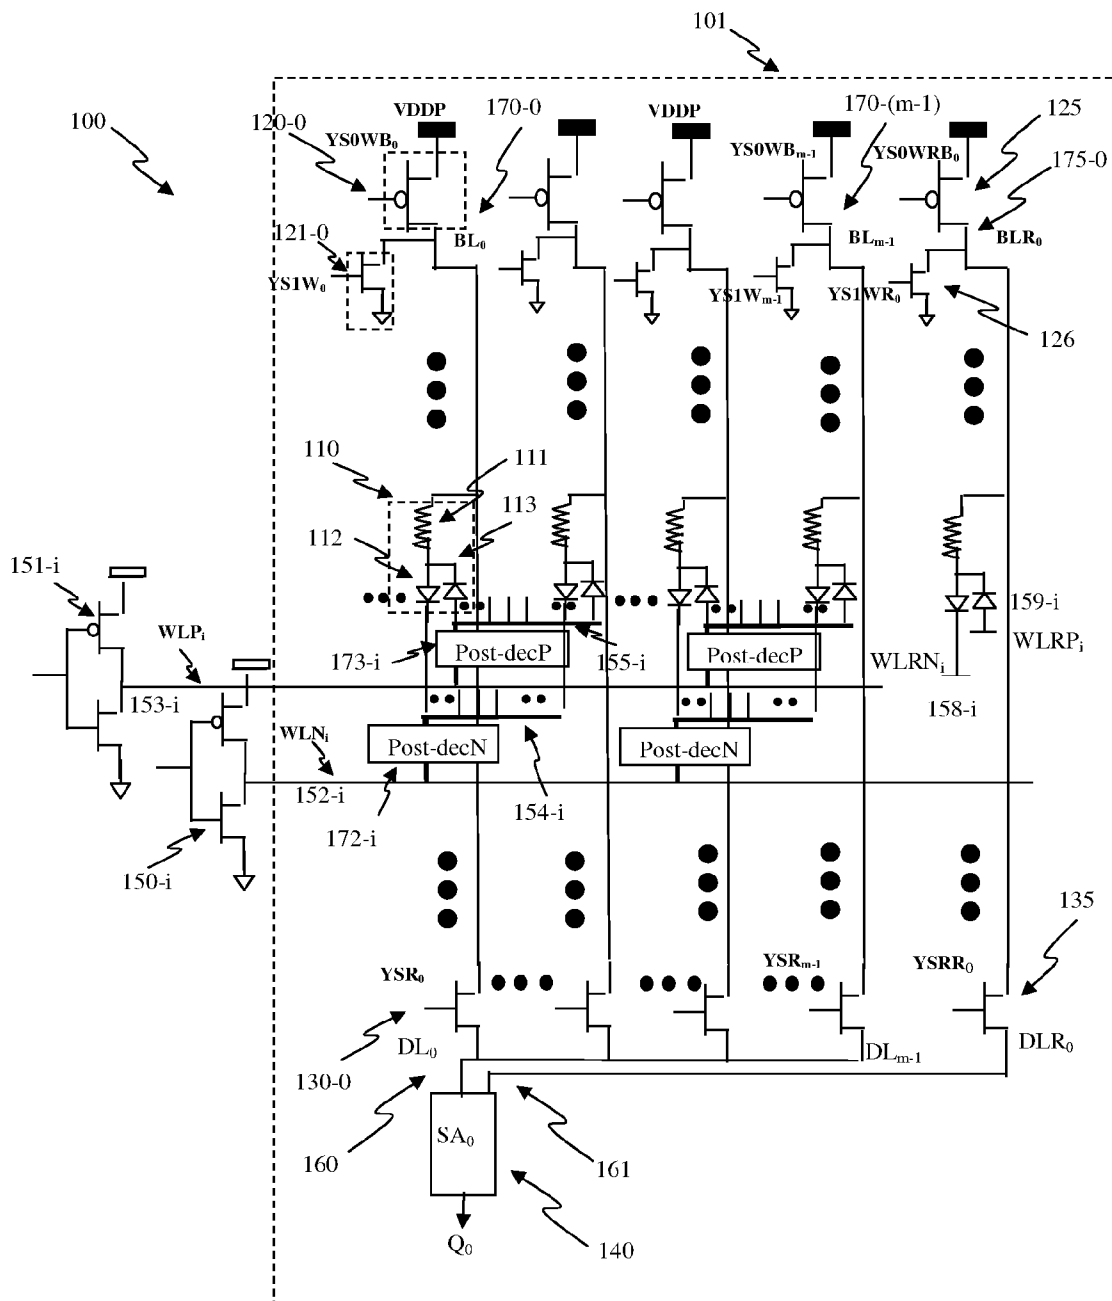 101
100
120-0
VDDP
170-0
VDDP
170-(m-1)
125
YS0WB₀
YS0WBₘ₋₁
YS0WRB₀
175-0
121-0
BL₀
BLₘ₋₁
BLR₀
YS1W₀
YS1Wₘ₋₁
YS1WR₀
126
110
111
113
112
151-i
159-i
WLPᵢ
173-i
Post-decP
155-i
Post-decP
WLRPᵢ
WLRNᵢ
153-i
158-i
WLNᵢ
Post-decN
Post-decN
152-i
154-i
172-i
150-i
135
YSR₀
YSRₘ₋₁
YSRR₀
DL₀
DLₘ₋₁
DLR₀
130-0
SA₀
160
161
Q₀
140